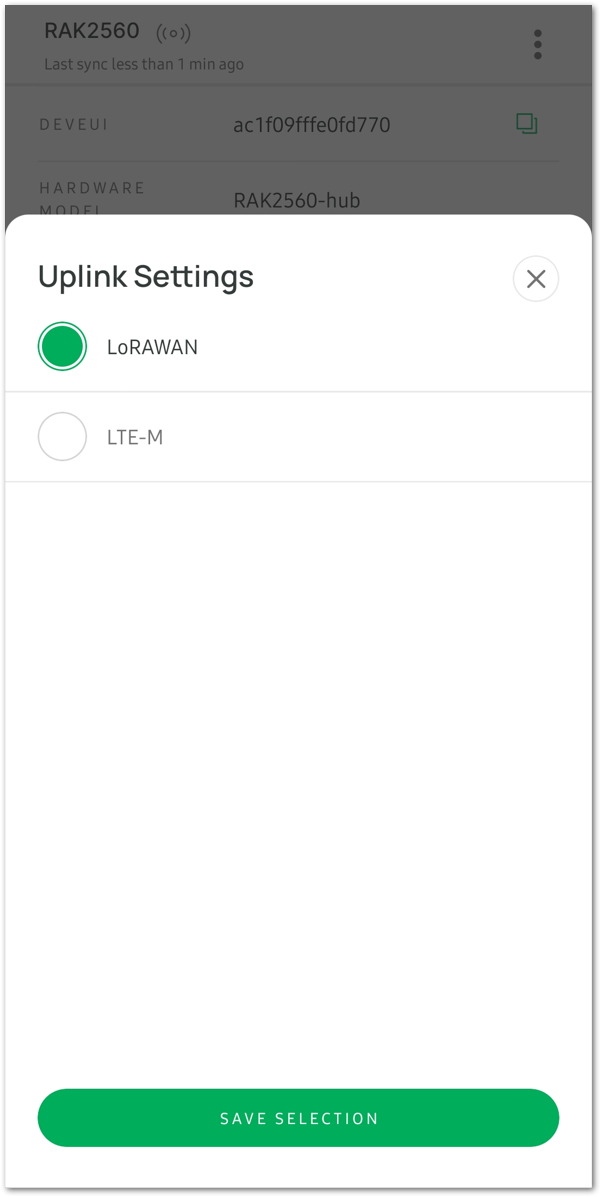 RAK2560
Last sync less than 1 min ago
DEVEUI
ac1f09fffe0fd770
HARDWARE
MODEL
RAK2560-hub
Uplink Settings
LoRAWAN
LTE-M
SAVE SELECTION